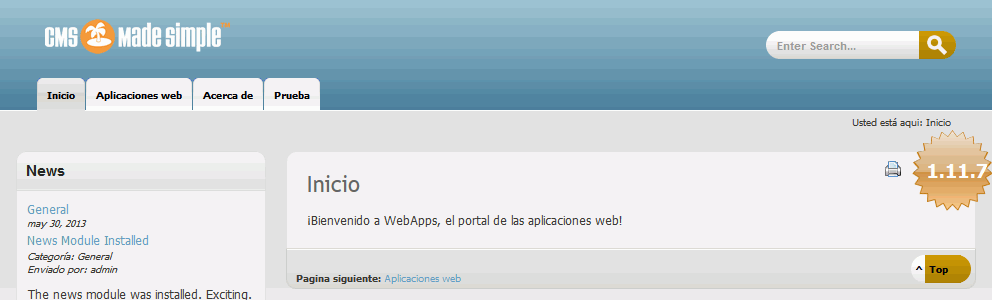 CMS Made Simple
Enter Search...
Inicio
Aplicaciones web
Acerca de
Prueba
Usted está aquí: Inicio
1.11.7
News
General
may 30, 2013
News Module Installed
Categoría: General
Enviado por: admin
The news module was installed. Exciting.
Inicio
¡Bienvenido a WebApps, el portal de las aplicaciones web!
Pagina siguiente: Aplicaciones web
^ Top